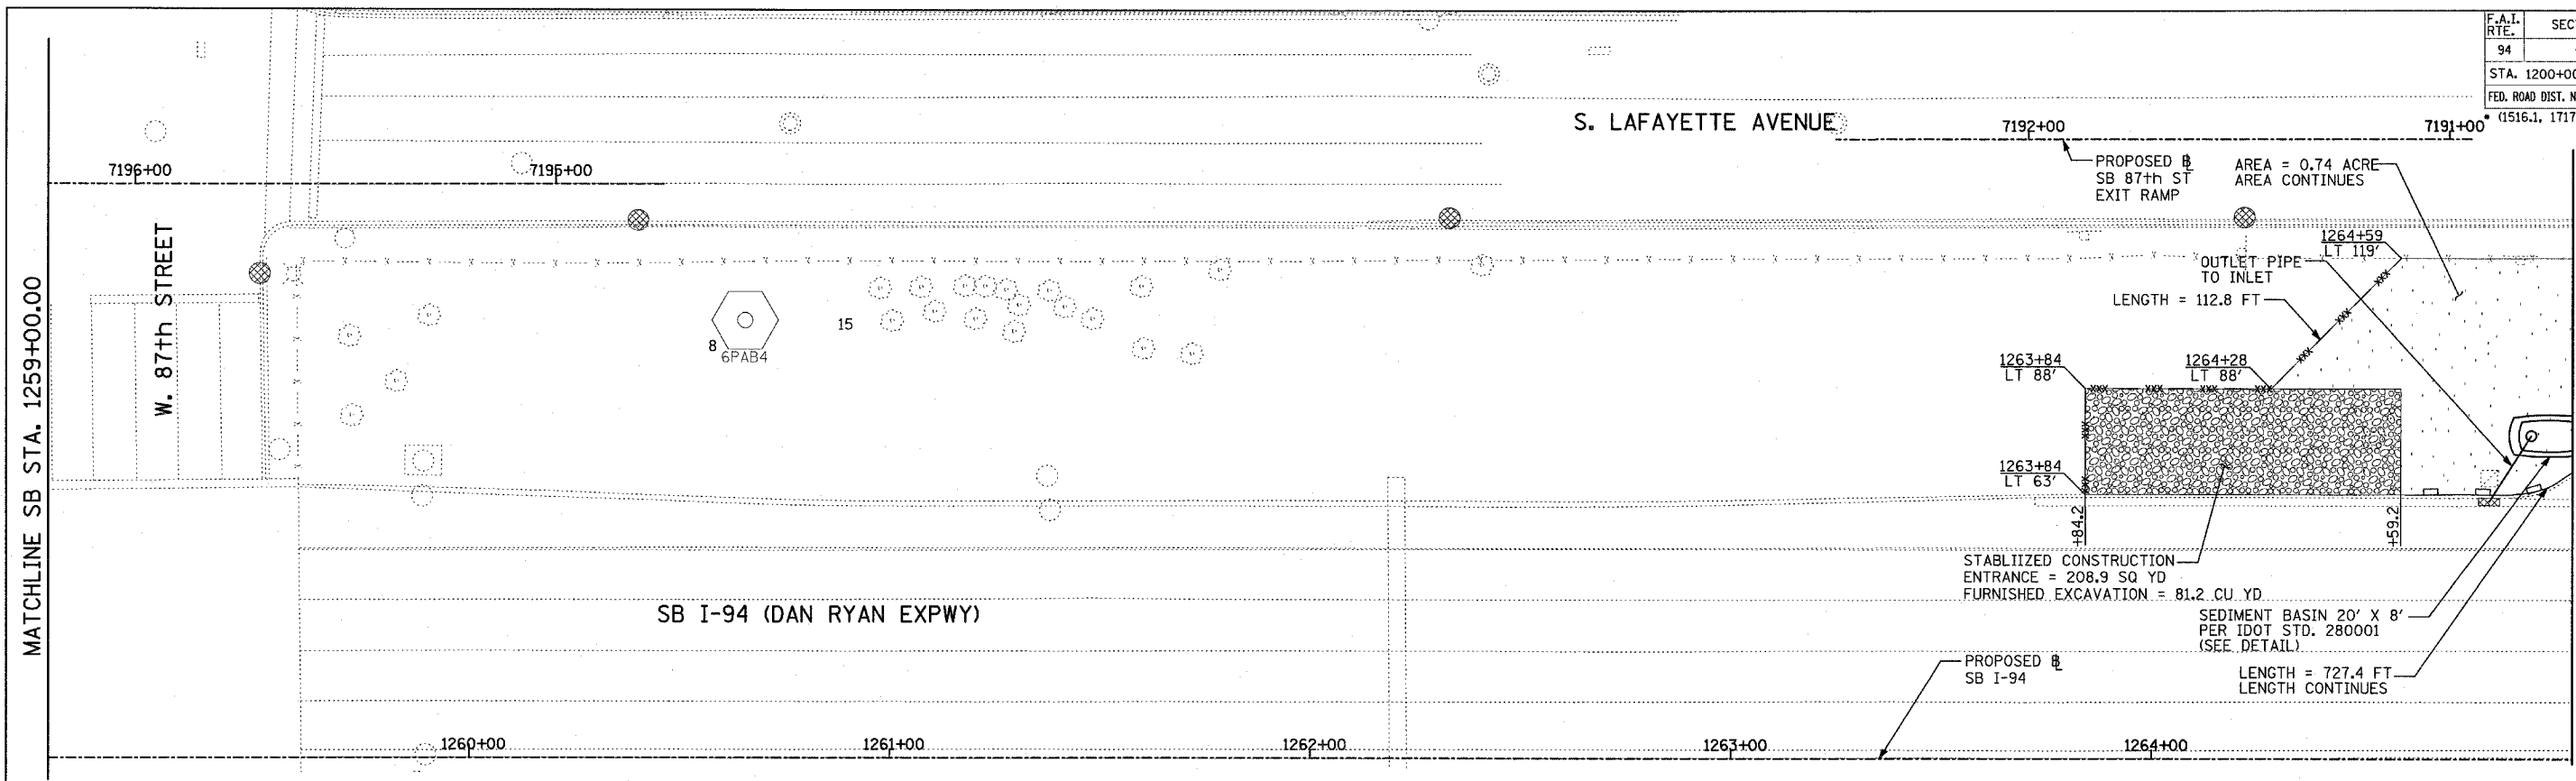 F.A.I.
RTE.
SEC
94
STA. 1200+00
FED. ROAD DIST. N
* (1516.1, 1717
S. LAFAYETTE AVENUE
7196+00
7195+00
7192+00
7191+00
PROPOSED B
SB 87th ST
EXIT RAMP
AREA = 0.74 ACRE
AREA CONTINUES
MATCHLINE SB STA. 1259+00.00
W. 87th STREET
1264+59
LT 119'
OUTLET PIPE
TO INLET
LENGTH = 112.8 FT
8
6PAB4
15
1263+84
LT 88'
1264+28
LT 88'
1263+84
LT 63'
+84.2
+59.2
STABLIIZED CONSTRUCTION
ENTRANCE = 208.9 SQ YD
FURNISHED EXCAVATION = 81.2 CU YD
SEDIMENT BASIN 20' X 8'
PER IDOT STD. 280001
(SEE DETAIL)
SB I-94 (DAN RYAN EXPWY)
PROPOSED B
SB I-94
LENGTH = 727.4 FT
LENGTH CONTINUES
1260+00
1261+00
1262+00
1263+00
1264+00